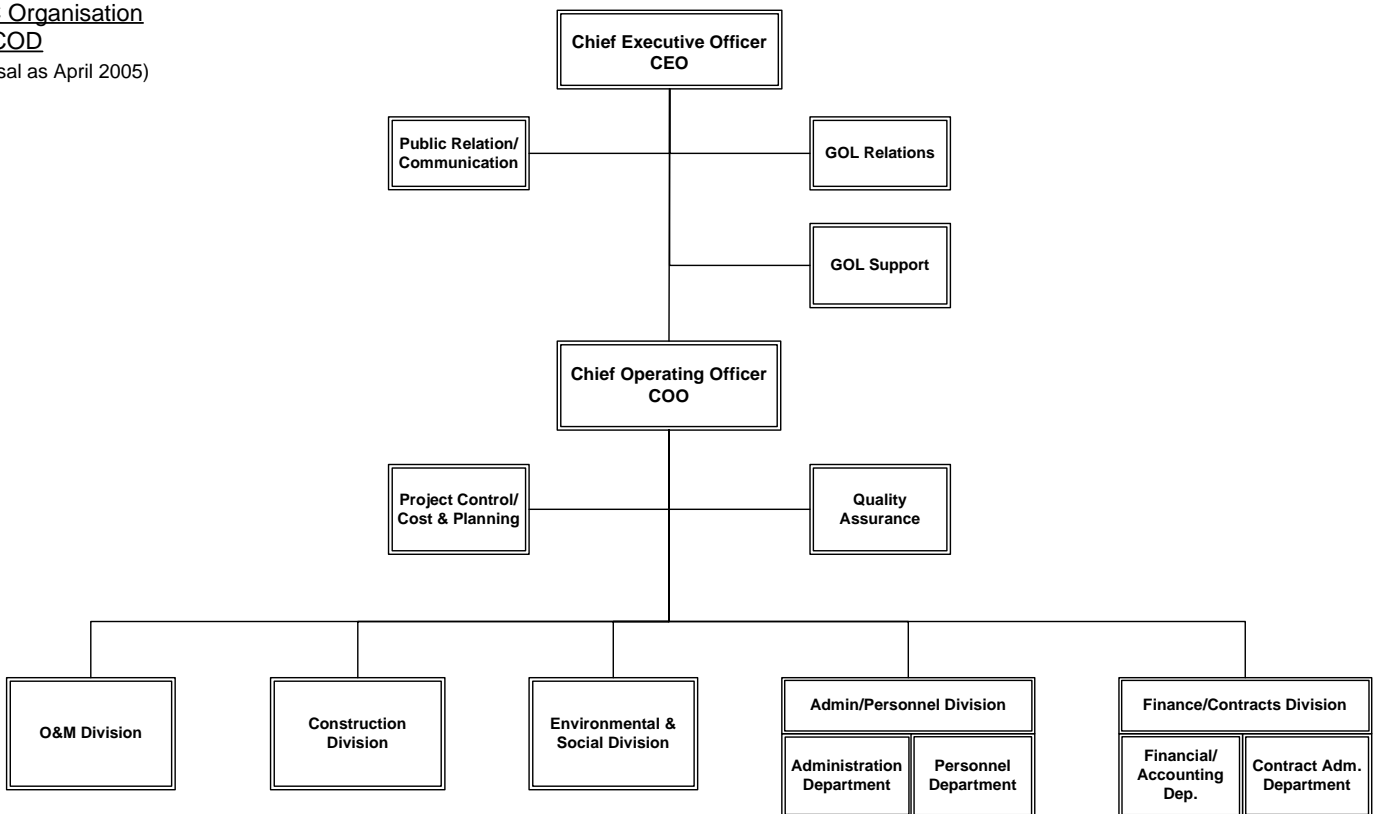 Organisation
COD
as April 2005)
Chief Executive Officer
CEO
Public Relation/
Communication
GOL Relations
GOL Support
Chief Operating Officer
COO
Project Control/
Cost & Planning
Quality
Assurance
O&M Division
Construction
Division
Environmental &
Social Division
Admin/Personnel Division
Administration
Department
Personnel
Department
Finance/Contracts Division
Financial/
Accounting
Dep.
Contract Adm.
Department